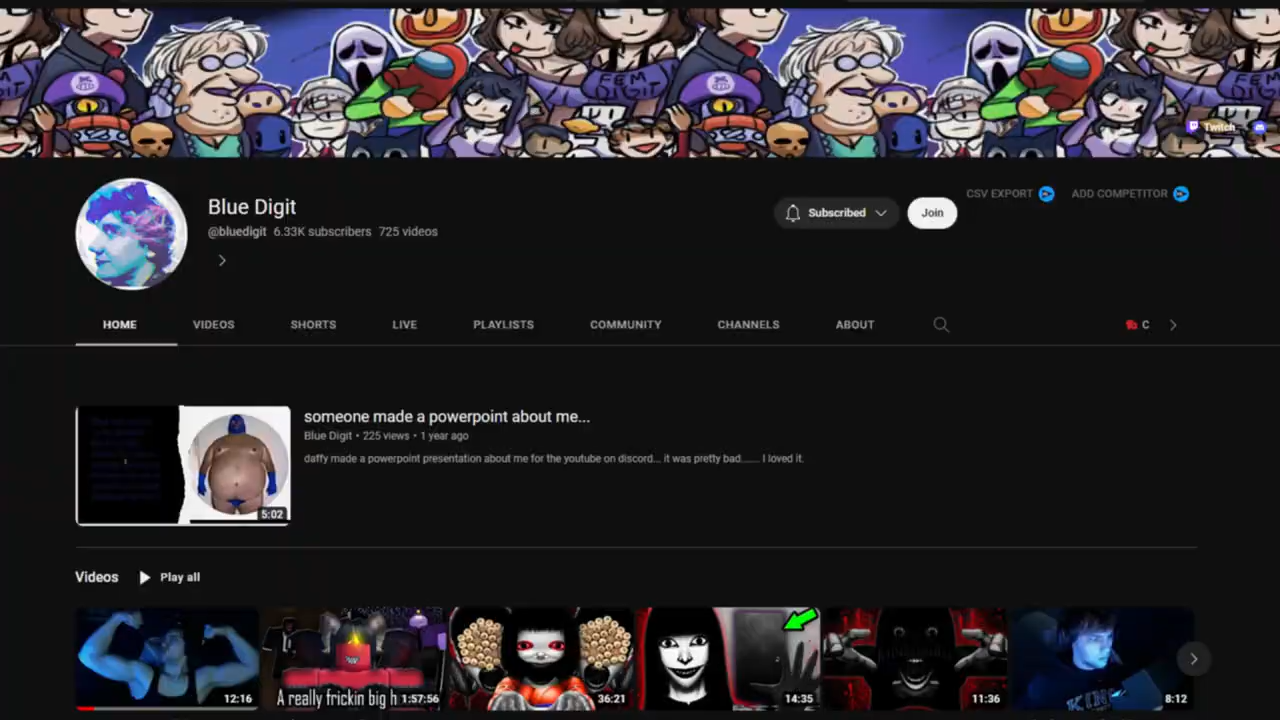 FEM
DIGIT
FEM
DIGIT
Twitch
Blue Digit
@bluedigit 6.33K subscribers 725 videos
Subscribed
Join
CSV EXPORT
ADD COMPETITOR
HOME
VIDEOS
SHORTS
LIVE
PLAYLISTS
COMMUNITY
CHANNELS
ABOUT
C
someone made a powerpoint about me...
Blue Digit • 225 views • 1 year ago
daffy made a powerpoint presentation about me for the youtube on discord... it was pretty bad....... I loved it.
5:02
Videos
Play all
12:16
A really frickin big h
1:57:56
36:21
14:35
11:36
8:12